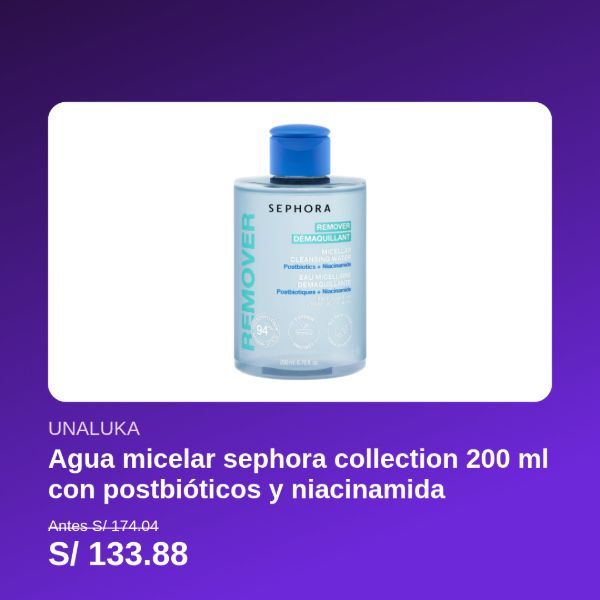 SEPHORA
REMOVER
REMOVER
DÉMAQUILLANT
MICELLAR
CLEANSING WATER
Postbiotics + Niacinamide
EAU MICELLAIRE
DÉMAQUILLANTE
Postbiotiques + Niacinamide
94%
UNALUKA
Agua micelar sephora collection 200 ml
con postbióticos y niacinamida
Antes S/ 174.04
S/ 133.88